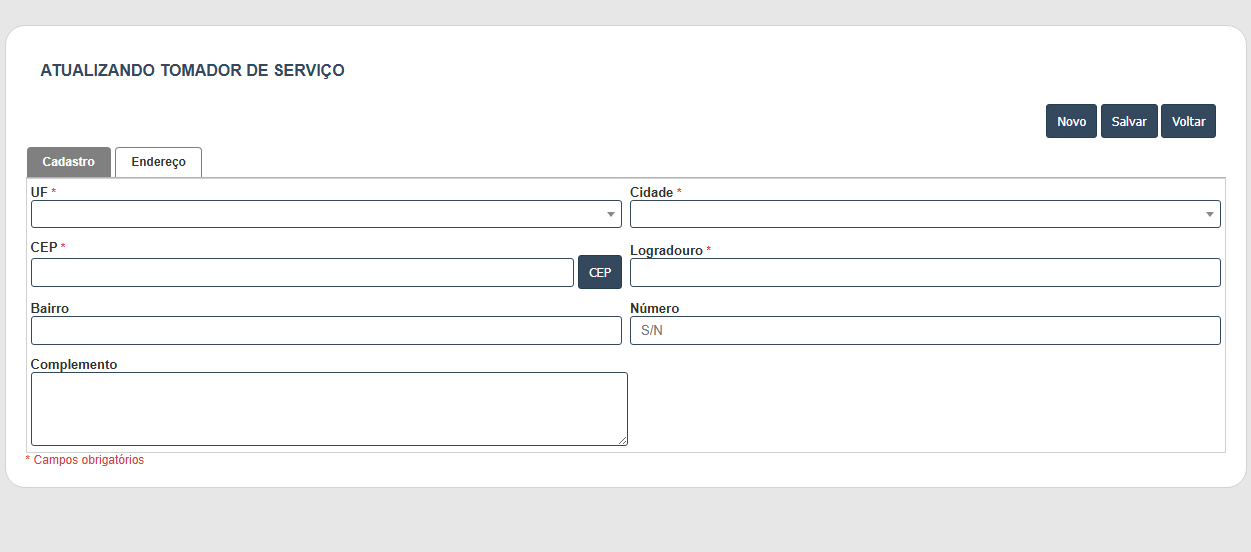 ATUALIZANDO TOMADOR DE SERVIÇO
Novo Salvar Voltar
Cadastro Endereço
UF * Cidade *
CEP * Logradouro *
CEP
Bairro Número
S/N
Complemento
* Campos obrigatórios